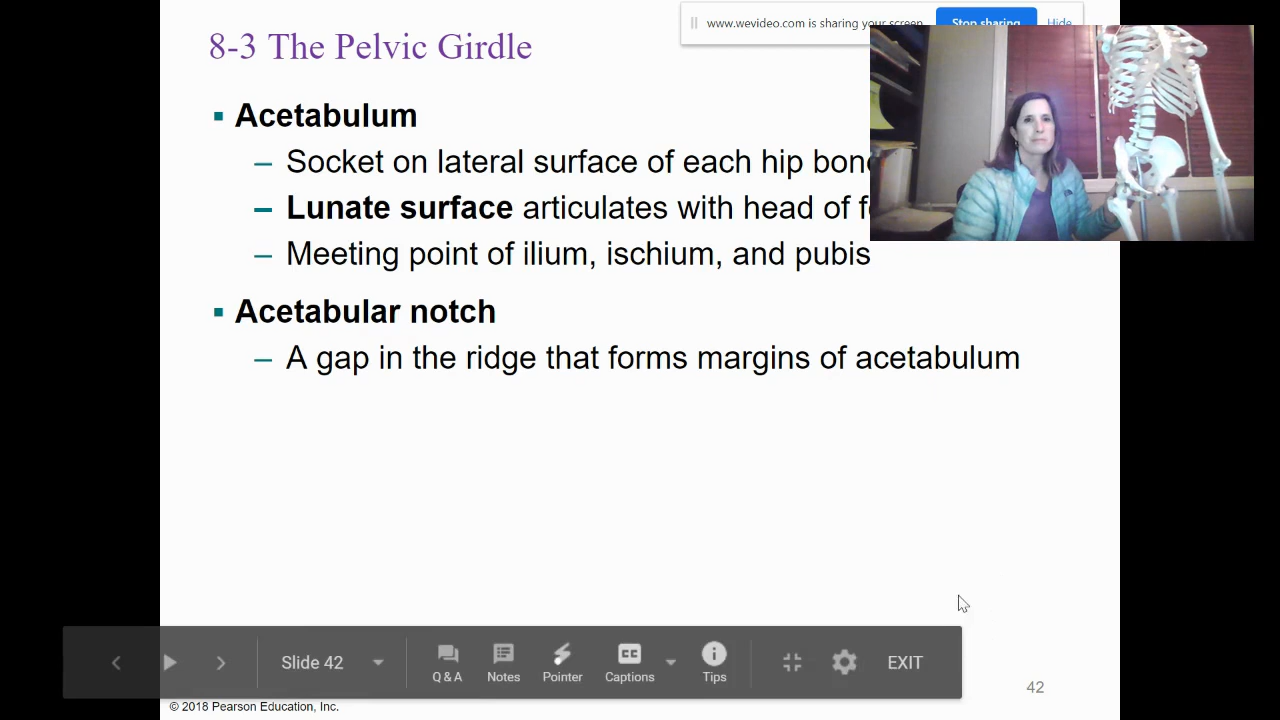 www.wevideo.com is sharing your screen. Stop sharing Hide
8-3 The Pelvic Girdle
Acetabulum
– Socket on lateral surface of each hip
– Lunate surface articulates with head of
– Meeting point of ilium, ischium, and pubis
Acetabular notch
– A gap in the ridge that forms margins of acetabulum
Slide 42
Q & A Notes Pointer Captions Tips
EXIT
42
© 2018 Pearson Education, Inc.